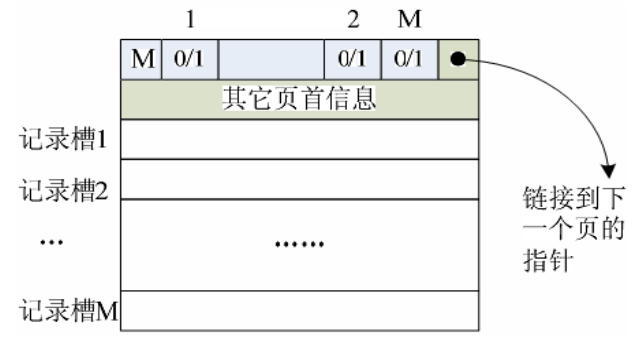 1 2 M
M 0/1 0/1 0/1
其它页首信息
记录槽1
记录槽2
... ......
记录槽M
链接到下
一个页的
指针